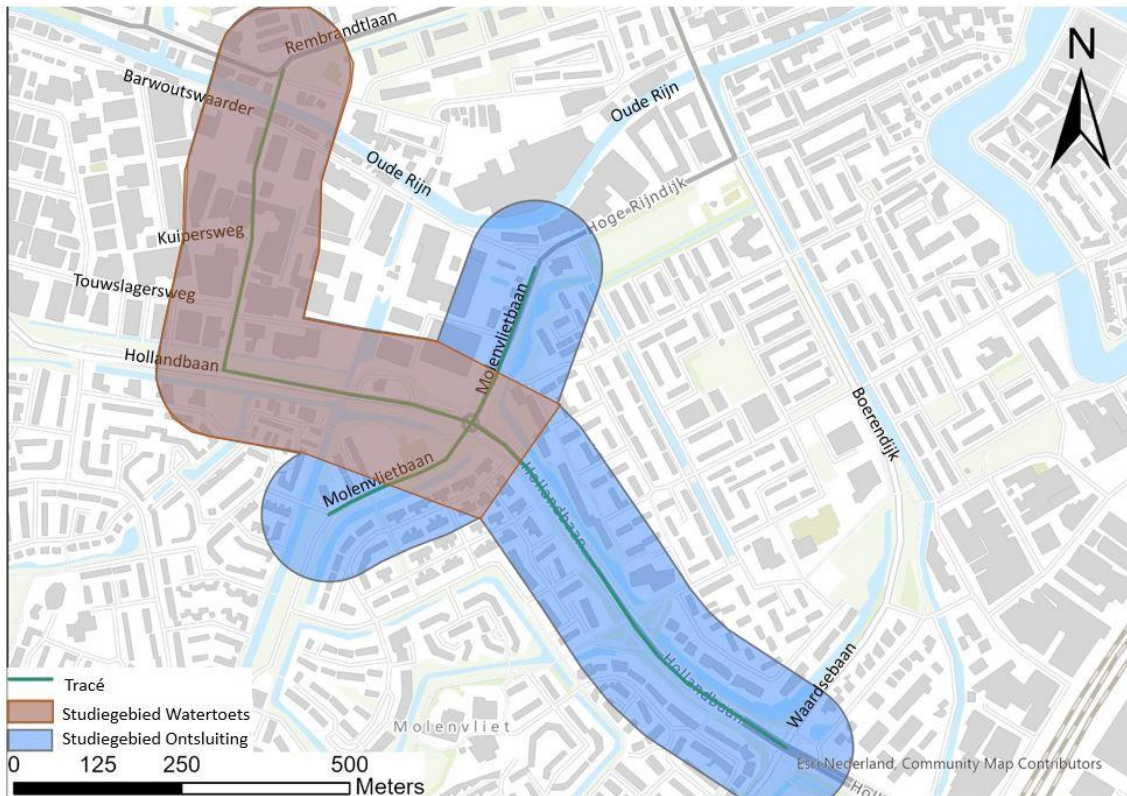 Rembrandtlaan
N
Barwoutswaarder
Oude Rijn
Oude Rijn
Hoge Rijndijk
Kuipersweg
Touwslagersweg
Molenvlietbaan
Hollandbaan
Boerendijk
Molenvlietbaan
Hollandbaan
Hollandbaan
Waardsebaan
Molenvliet
Tracé
Studiegebied Watertoets
Studiegebied Ontsluiting
Esri Nederland, Community Map Contributors
0 125 250 500
Meters